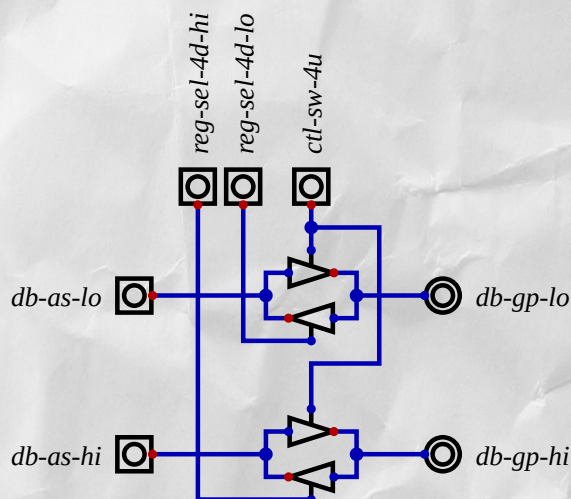 reg-sel-4d-hi
reg-sel-4d-lo
ctl-sw-4u
db-as-lo
db-gp-lo
db-as-hi
db-gp-hi